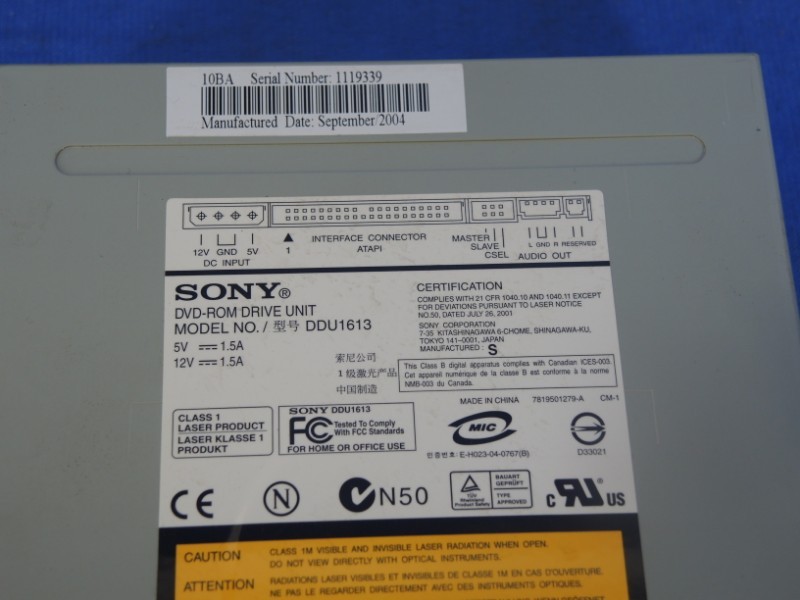 10BA Serial Number: 1119339
Manufactured Date: September 2004
12V GND 5V
DC INPUT
1
INTERFACE CONNECTOR
ATAPI
MASTER
SLAVE
CSEL
L GND R RESERVED
AUDIO OUT
SONY®
DVD-ROM DRIVE UNIT
MODEL NO. / 型号 DDU1613
5V 1.5A
12V 1.5A
索尼公司
1级激光产品
中国制造
CERTIFICATION
COMPLIES WITH 21 CFR 1040.10 AND 1040.11 EXCEPT
FOR DEVIATIONS PURSUANT TO LASER NOTICE
NO.50, DATED JULY 26, 2001
SONY CORPORATION
7-35 KITASHINAGAWA 6-CHOME, SHINAGAWA-KU,
TOKYO 141-0001, JAPAN
MANUFACTURED : S
This Class B digital apparatus complies with Canadian ICES-003.
Cet appareil numérique de la classe B est conforme à la norme
NMB-003 du Canada.
MADE IN CHINA 7819501279-A CM-1
CLASS 1
LASER PRODUCT
LASER KLASSE 1
PRODUKT
SONY DDU1613
FC Tested To Comply
With FCC Standards
FOR HOME OR OFFICE USE
MIC
인증번호: E-H023-04-0767(B)
D33021
CE
N
N50
TÜV
Rheinland
Product Safety
BAUART
GEPRÜFT
TYPE
APPROVED
c RU US
CAUTION
CLASS 1M VISIBLE AND INVISIBLE LASER RADIATION WHEN OPEN.
DO NOT VIEW DIRECTLY WITH OPTICAL INSTRUMENTS.
ATTENTION
RADIATIONS LASER VISIBLES ET INVISIBLES DE CLASSE 1M EN CAS D'OUVERTURE.
NE PAS LE REGARDER DIRECTEMENT AVEC DES INSTRUMENTS OPTIQUES.